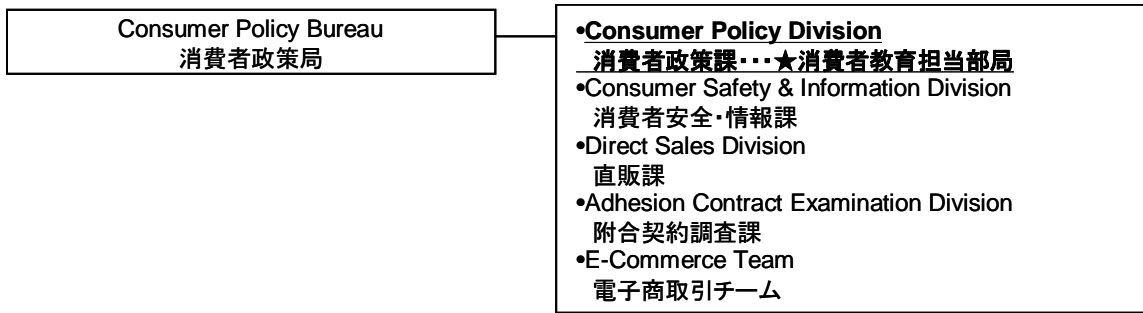 Consumer Policy Bureau
消費者政策局
•Consumer Policy Division
消費者政策課・・・★消費者教育担当部局
•Consumer Safety & Information Division
消費者安全・情報課
•Direct Sales Division
直販課
•Adhesion Contract Examination Division
附合契約調査課
•E-Commerce Team
電子商取引チーム